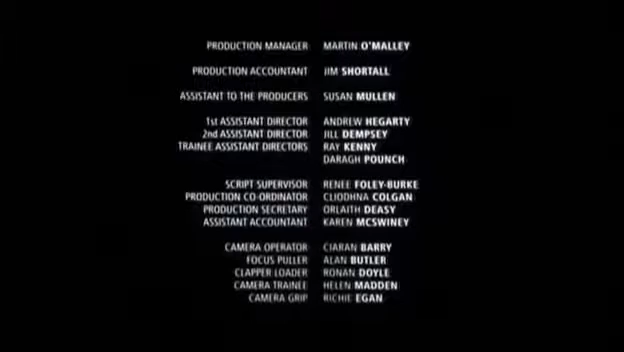 PRODUCTION MANAGER MARTIN O'MALLEY
PRODUCTION ACCOUNTANT JIM SHORTALL
ASSISTANT TO THE PRODUCERS SUSAN MULLEN
1st ASSISTANT DIRECTOR ANDREW HEGARTY
2nd ASSISTANT DIRECTOR JILL DEMPSEY
TRAINEE ASSISTANT DIRECTORS RAY KENNY
DARAGH POUNCH
SCRIPT SUPERVISOR RENEE FOLEY-BURKE
PRODUCTION CO-ORDINATOR CLIODHNA COLGAN
PRODUCTION SECRETARY ORLAITH DEASY
ASSISTANT ACCOUNTANT KAREN MCSWINEY
CAMERA OPERATOR CIARAN BARRY
FOCUS PULLER ALAN BUTLER
CLAPPER LOADER RONAN DOYLE
CAMERA TRAINEE HELEN MADDEN
CAMERA GRIP RICHIE EGAN